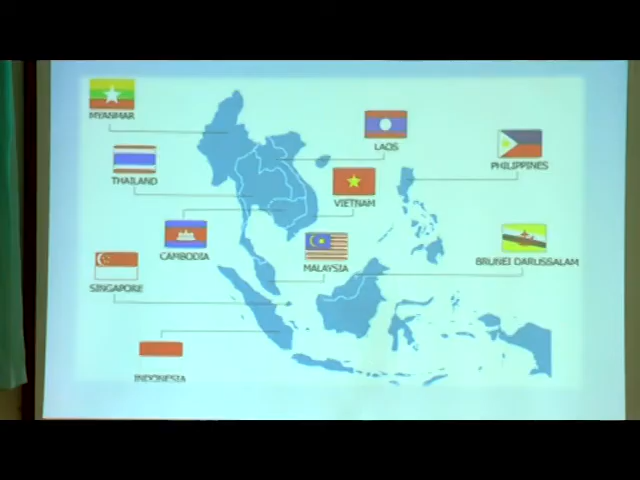 MYANMAR
LAOS
PHILIPPINES
THAILAND
VIETNAM
CAMBODIA
MALAYSIA
BRUNEI DARUSSALAM
SINGAPORE
INDONESIA